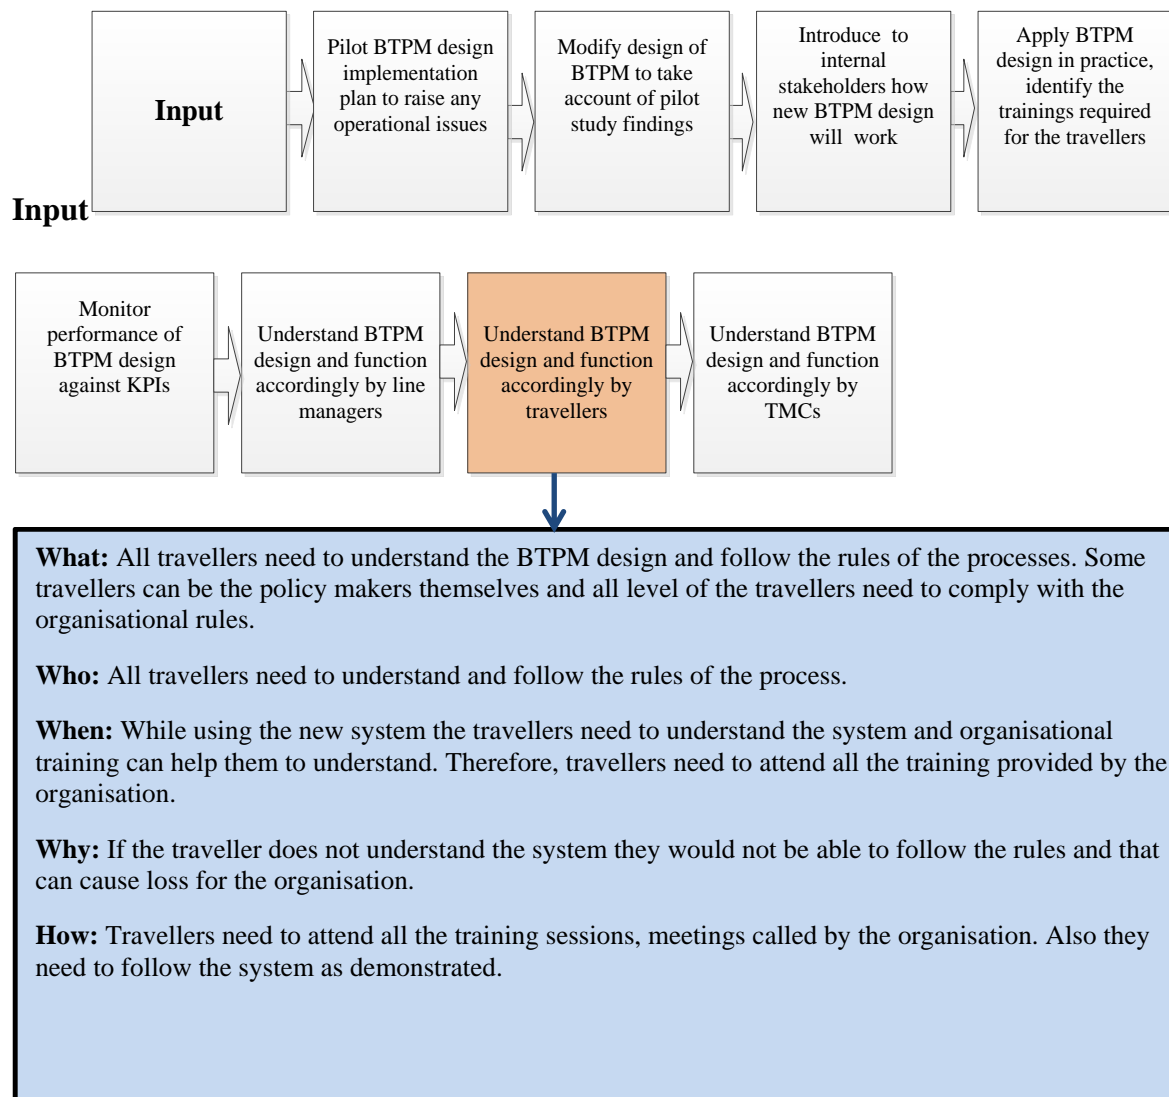 Input
Pilot BTPM design
implementation
plan to raise any
operational issues
Modify design of
BTPM to take
account of pilot
study findings
Introduce to
internal
stakeholders how
new BTPM design
will work
Apply BTPM
design in practice,
identify the
trainings required
for the travellers
Input
Monitor
performance of
BTPM design
against KPIs
Understand BTPM
design and function
accordingly by line
managers
Understand BTPM
design and function
accordingly by
travellers
Understand BTPM
design and function
accordingly by
TMCs
What: All travellers need to understand the BTPM design and follow the rules of the processes. Some
travellers can be the policy makers themselves and all level of the travellers need to comply with the
organisational rules.
Who: All travellers need to understand and follow the rules of the process.
When: While using the new system the travellers need to understand the system and organisational
training can help them to understand. Therefore, travellers need to attend all the training provided by the
organisation.
Why: If the traveller does not understand the system they would not be able to follow the rules and that
can cause loss for the organisation.
How: Travellers need to attend all the training sessions, meetings called by the organisation. Also they
need to follow the system as demonstrated.